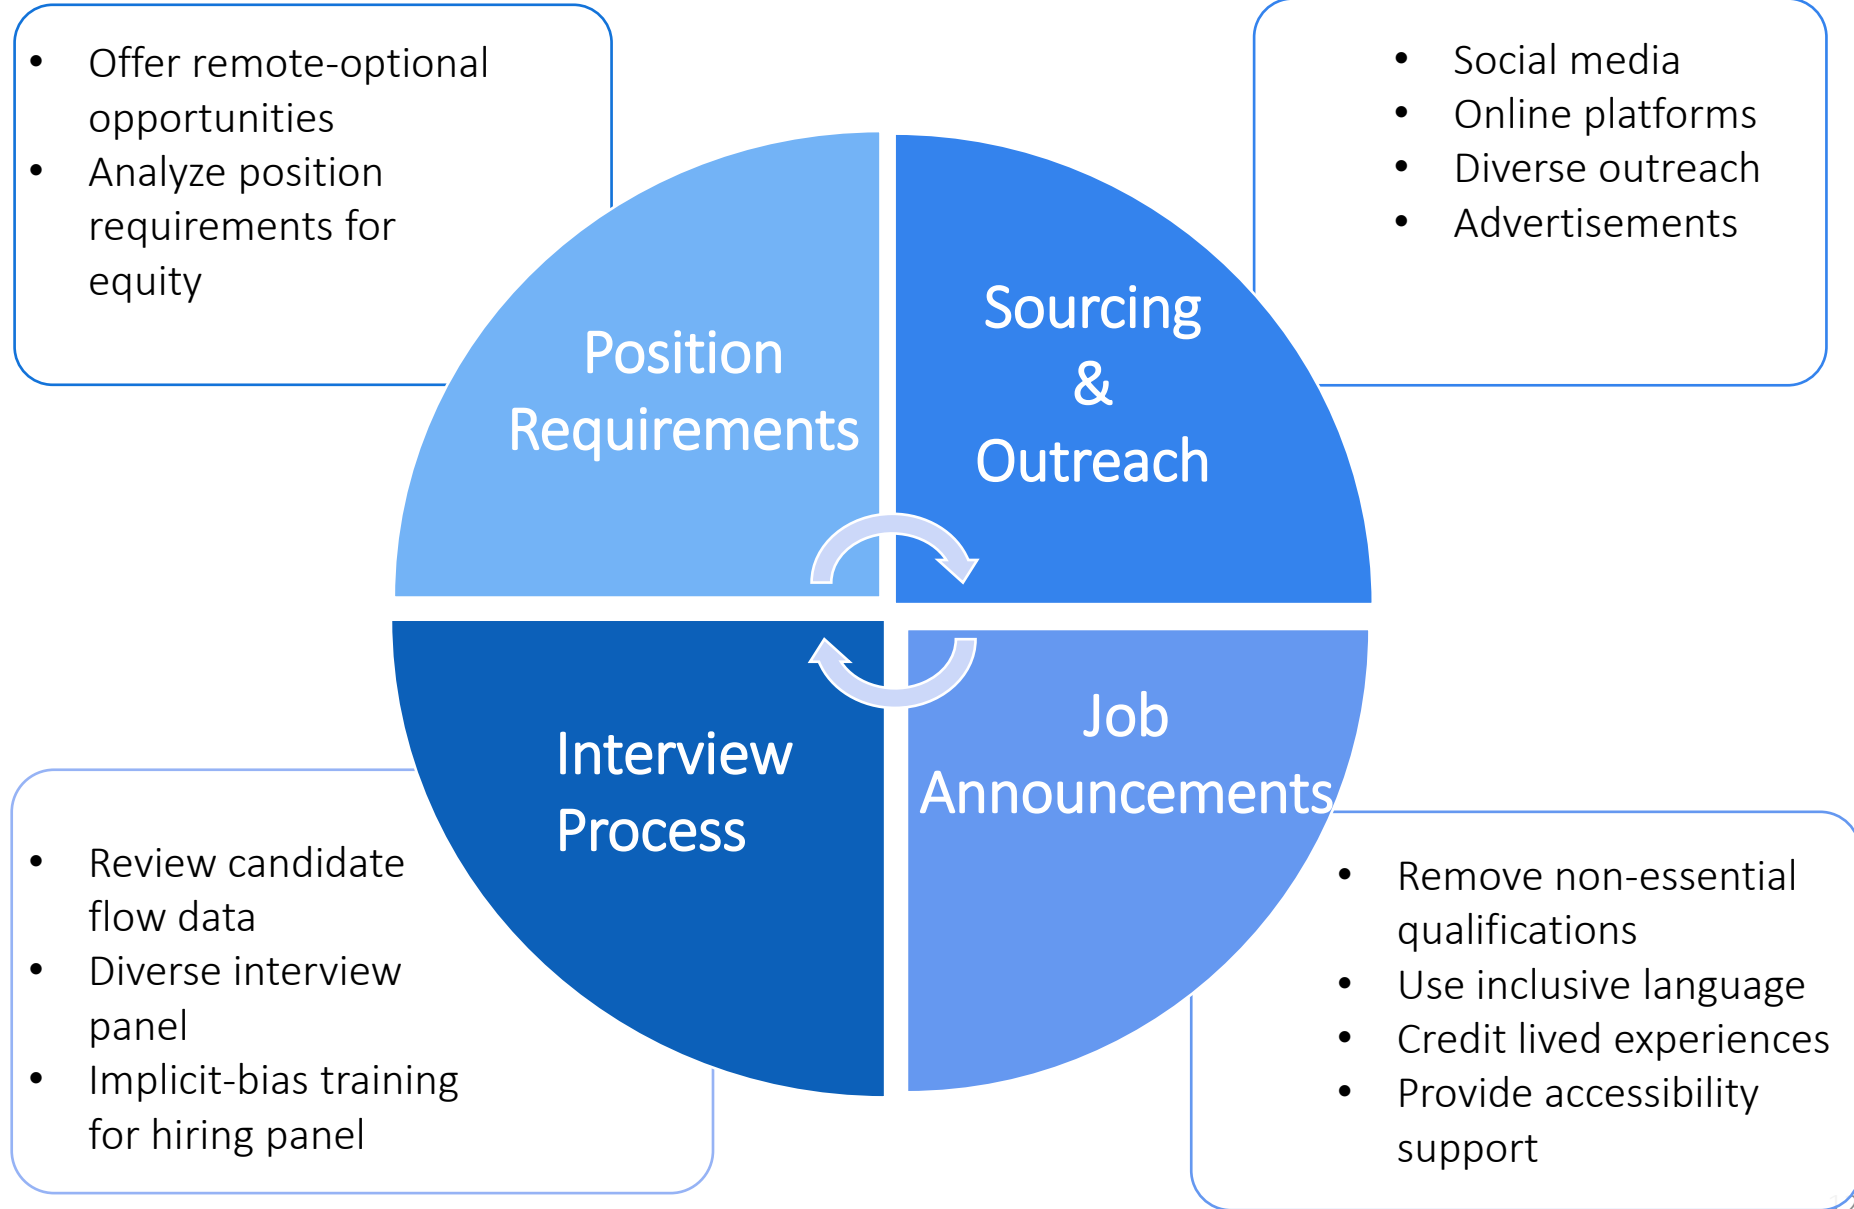 • Offer remote-optional
opportunities
• Analyze position
requirements for
equity
• Social media
• Online platforms
• Diverse outreach
• Advertisements
Position
Requirements
Sourcing
&
Outreach
Interview
Process
Job
Announcements
• Review candidate
flow data
• Diverse interview
panel
• Implicit-bias training
for hiring panel
• Remove non-essential
qualifications
• Use inclusive language
• Credit lived experiences
• Provide accessibility
support